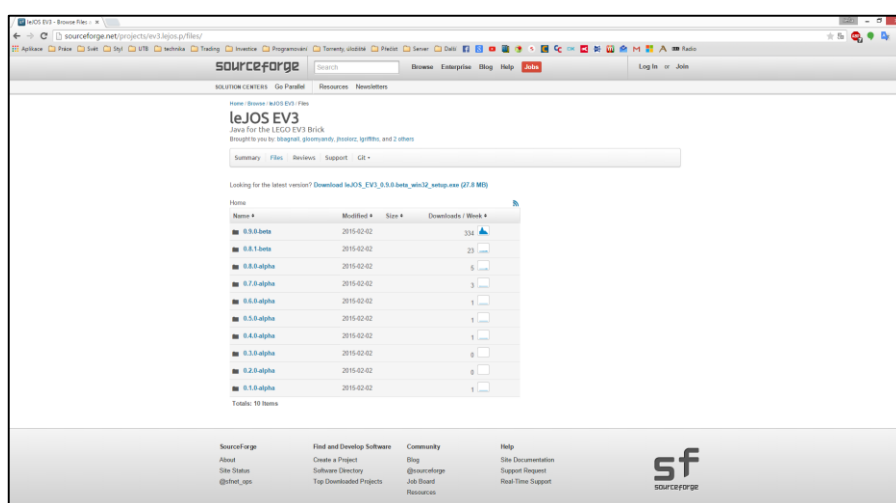 leJOS EV3 - Browse Files
sourceforge.net/projects/ev3.lejos.p/files/
Aplikace Práce Svět Styl UTB technika Trading Investice Programování Torrenty, úložiště Předist Server Další Radio
sourceforge Search Browse Enterprise Blog Help Jobs Log In or Join
SOLUTION CENTERS Go Parallel Resources Newsletters
Home / Browse / leJOS EV3 / Files
leJOS EV3
Java for the LEGO EV3 Brick
Brought to you by: bbagnall, gloomyandy, jhsolorz, lgriffiths, and 2 others
Summary Files Reviews Support Git
Looking for the latest version? Download leJOS_EV3_0.9.0-beta_win32_setup.exe (27.8 MB)
Home
Name Modified Size Downloads / Week
0.9.0-beta 2015-02-02 334
0.8.1-beta 2015-02-02 23
0.8.0-alpha 2015-02-02 5
0.7.0-alpha 2015-02-02 3
0.6.0-alpha 2015-02-02 1
0.5.0-alpha 2015-02-02 1
0.4.0-alpha 2015-02-02 1
0.3.0-alpha 2015-02-02 0
0.2.0-alpha 2015-02-02 0
0.1.0-alpha 2015-02-02 1
Totals: 10 Items
SourceForge Find and Develop Software Community Help
About Create a Project Blog Site Documentation
Site Status Software Directory @sourceforge Support Request
@sfnet_ops Top Downloaded Projects Job Board Real-Time Support
Resources
sf
sourceforge